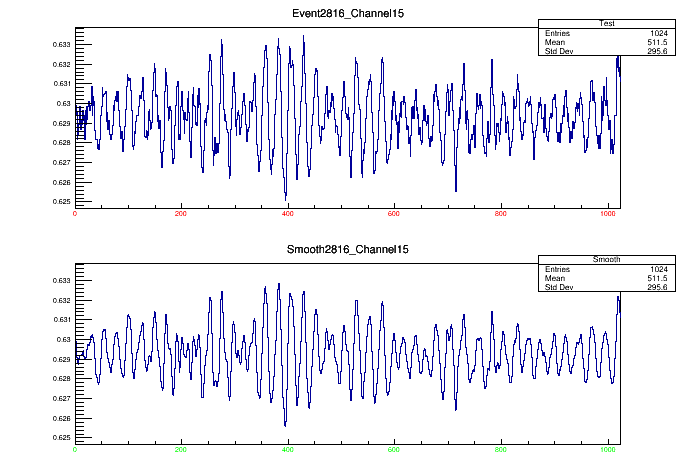 Event2816_Channel15
Test
Entries 1024
Mean 511.5
Std Dev 295.6
0.633
0.632
0.631
0.63
0.629
0.628
0.627
0.626
0.625
0 200 400 600 800 1000
Smooth2816_Channel15
Smooth
Entries 1024
Mean 511.5
Std Dev 295.6
0.633
0.632
0.631
0.63
0.629
0.628
0.627
0.626
0.625
0 200 400 600 800 1000